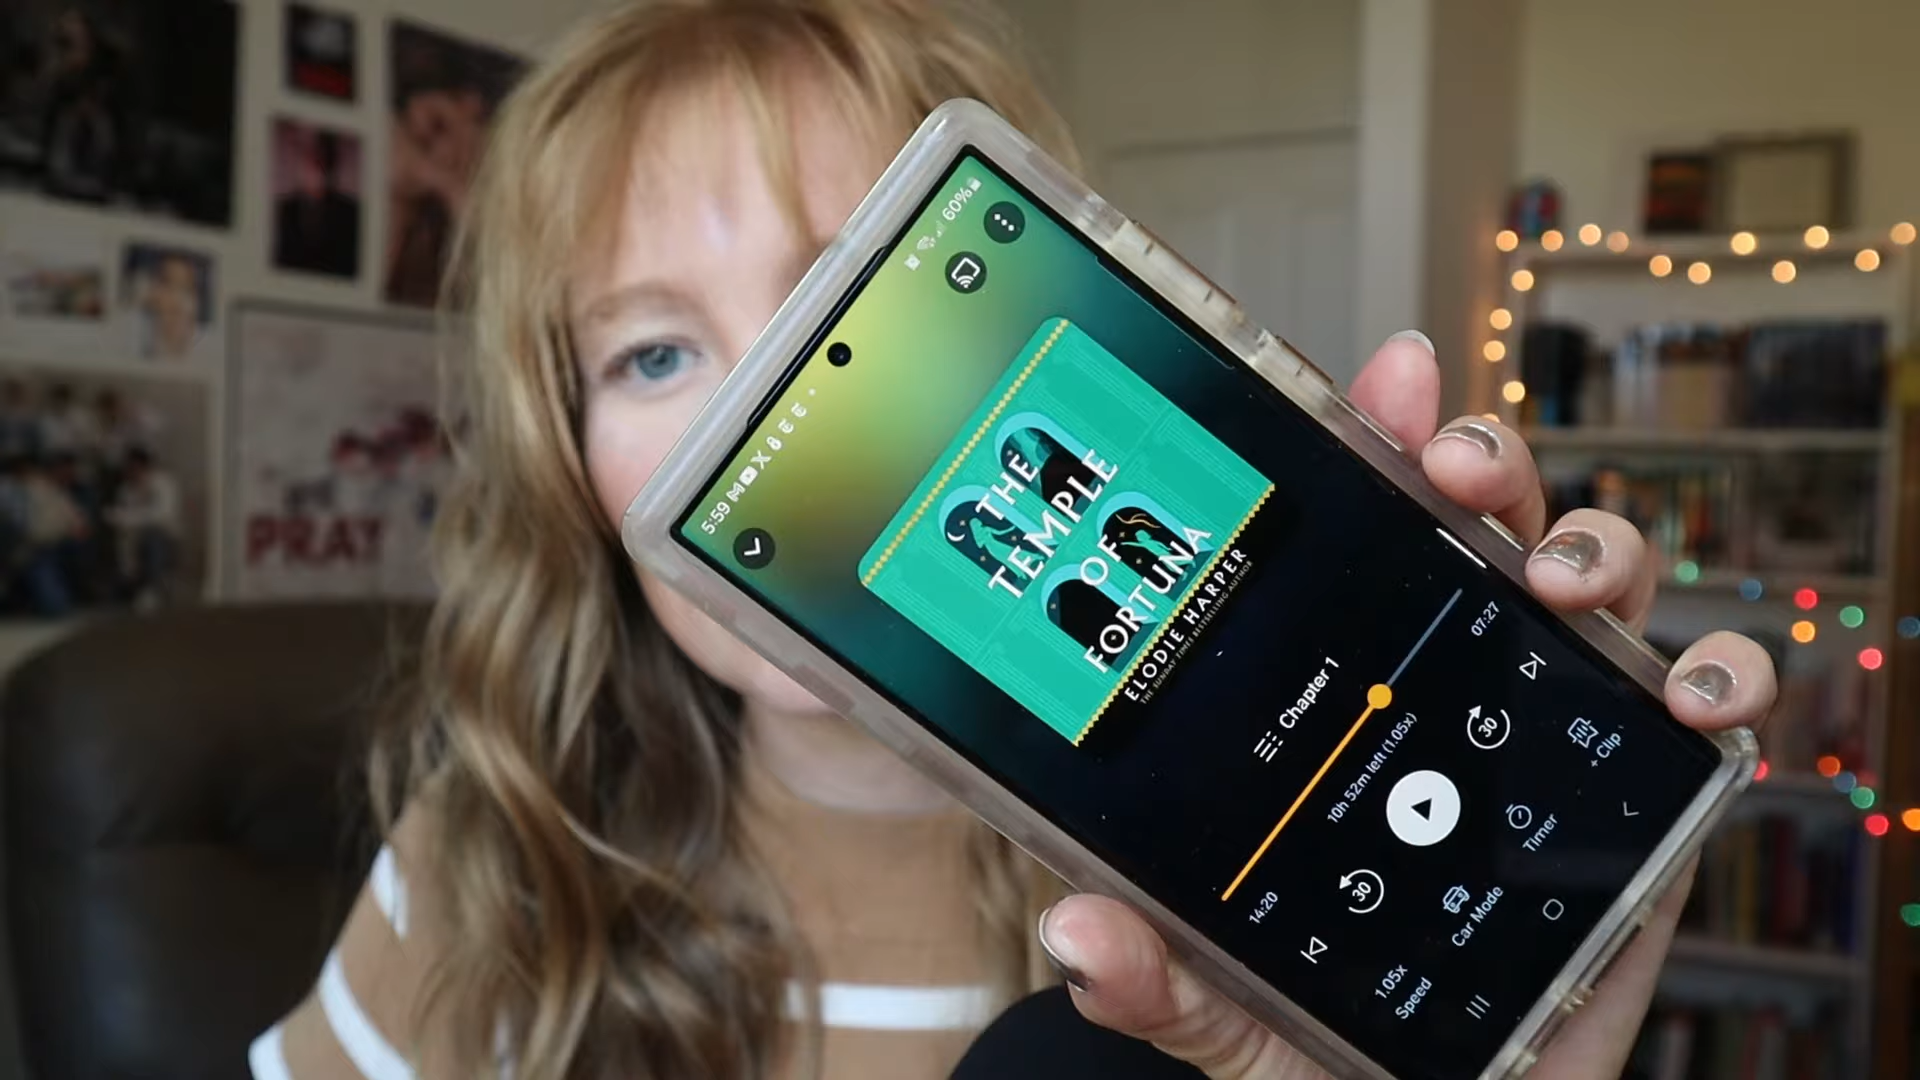 5:59
60%
THE
TEMPLE
OF
FORTUNA
ELODIE HARPER
THE SUNDAY TIMES BESTSELLING AUTHOR
Chapter 1
14:20
10h 52m left (1.05x)
07:27
30
30
1.05x
Speed
Car Mode
Timer
+ Clip
PRAY